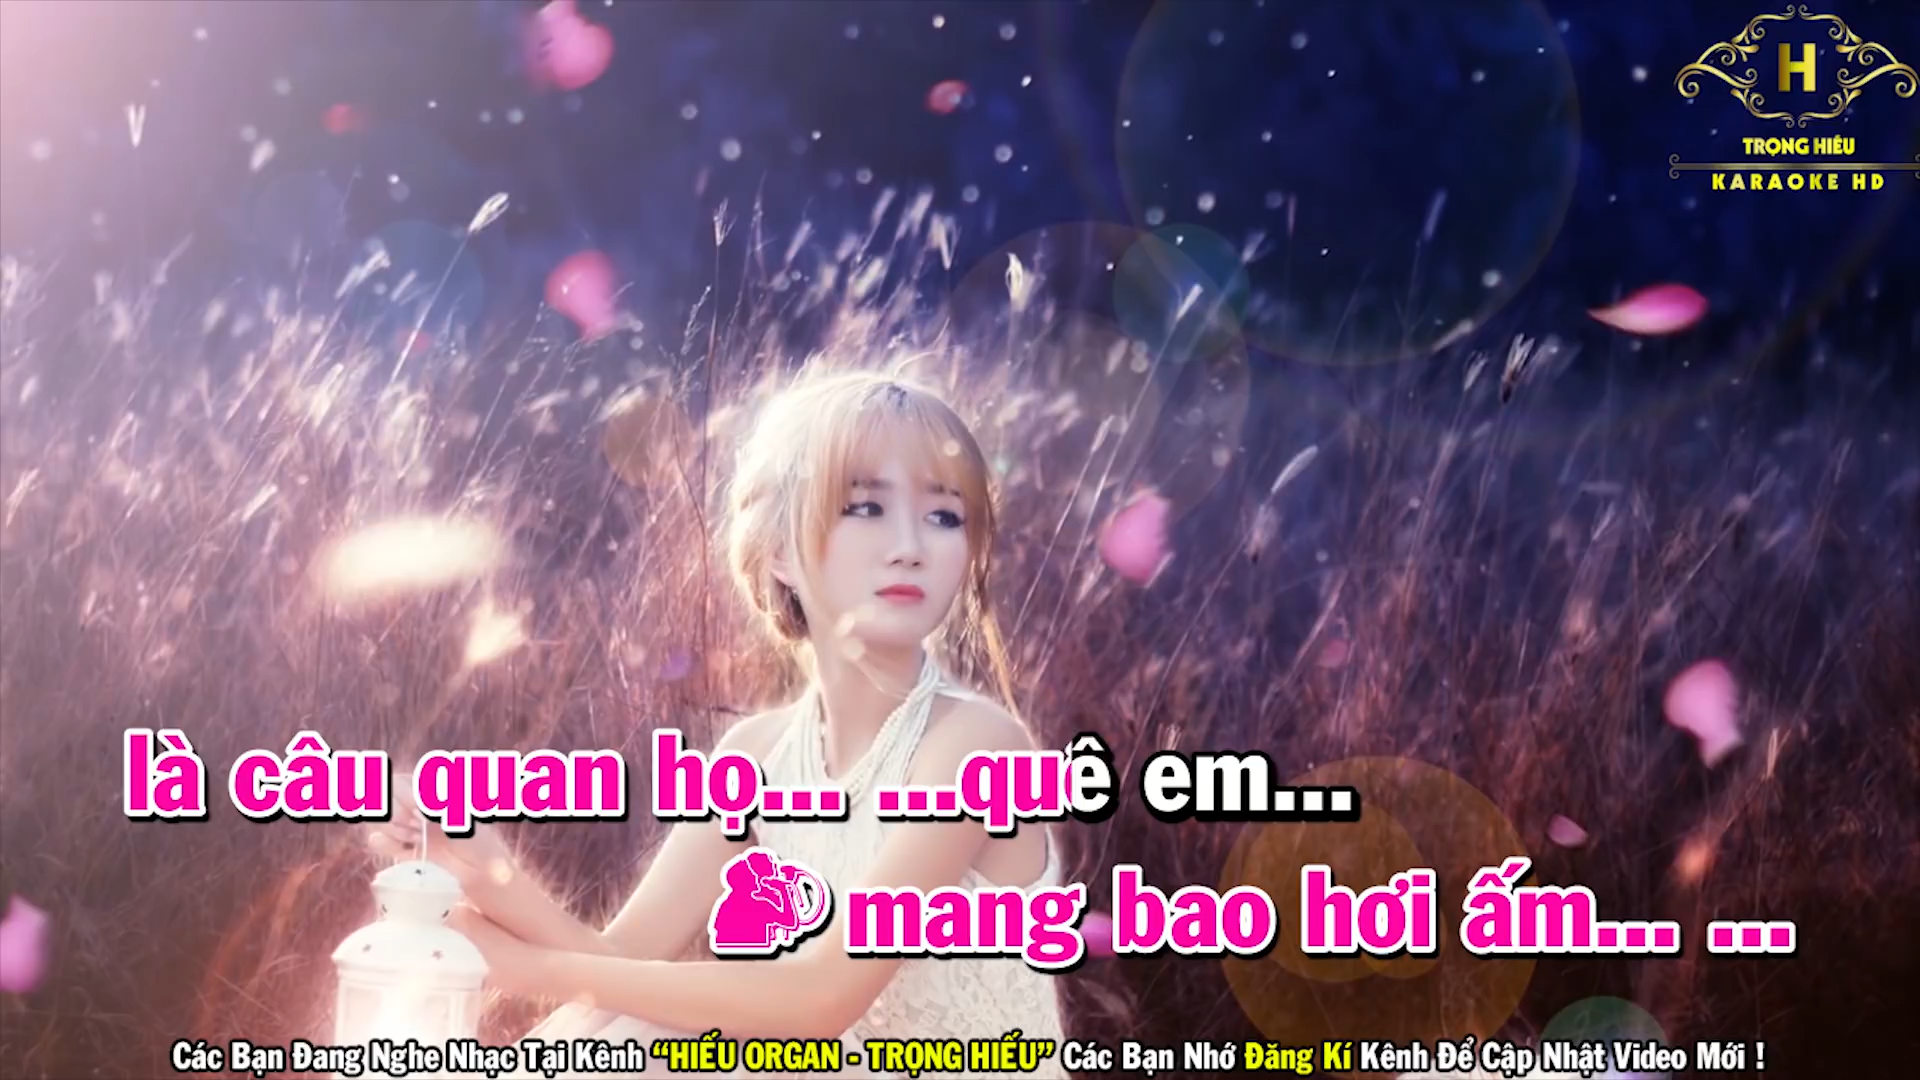 H
TRỌNG HIẾU
KARAOKE HD
là câu quan họ... ...quê em...
mang bao hơi ấm... ...
Các Bạn Đang Nghe Nhạc Tại Kênh “HIẾU ORGAN - TRỌNG HIẾU” Các Bạn Nhớ Đăng Kí Kênh Để Cập Nhật Video Mới !